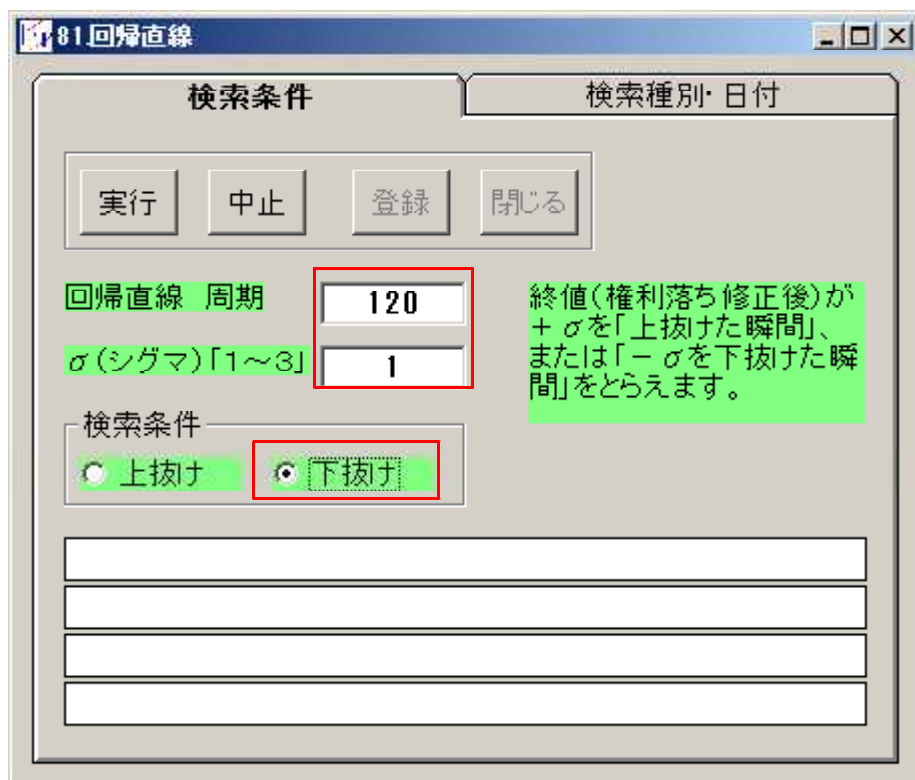 81.回帰直線
検索条件
検索種別・日付
実行
中止
登録
閉じる
回帰直線 周期
120
σ(シグマ)「1～3」
1
終値(権利落ち修正後)が
+σを「上抜けた瞬間」、
または「-σを下抜けた瞬
間」をとらえます。
検索条件
上抜け
下抜け